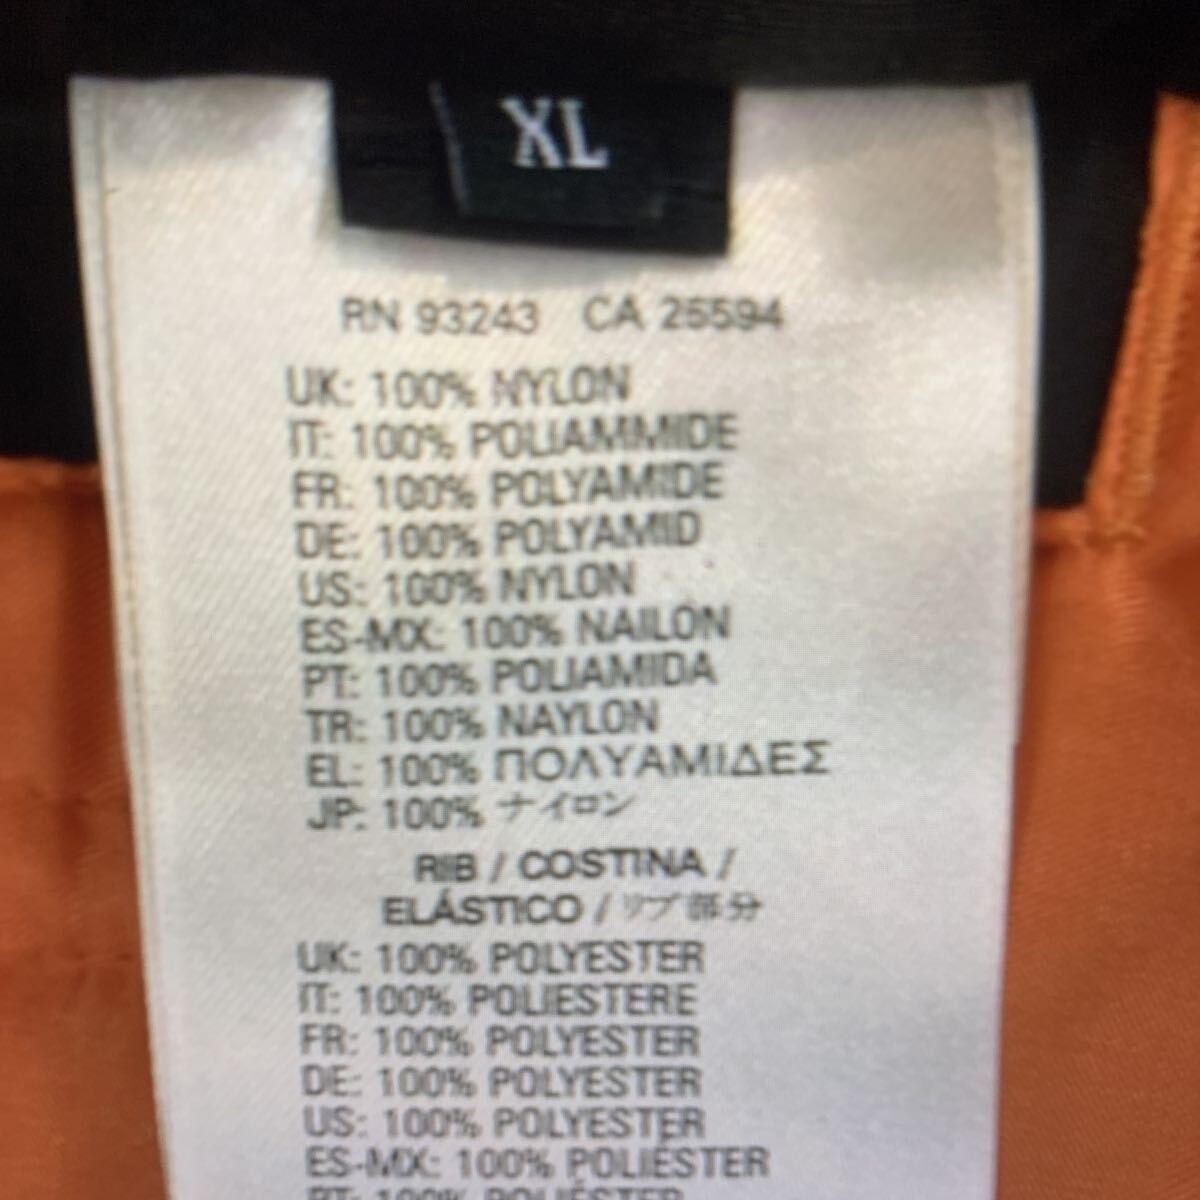 XL
RN 93243 CA 25594
UK: 100% NYLON
IT: 100% POLIAMMIDE
FR: 100% POLYAMIDE
DE: 100% POLYAMID
US: 100% NYLON
ES-MX: 100% NAILON
PT: 100% POLIAMIDA
TR: 100% NAYLON
EL: 100% ΠΟΛΥΑΜΙΔΕΣ
JP: 100% ナイロン
RIB / COSTINA /
ELÁSTICO / リブ部分
UK: 100% POLYESTER
IT: 100% POLIESTERE
FR: 100% POLYESTER
DE: 100% POLYESTER
US: 100% POLYESTER
ES-MX: 100% POLIÉSTER
PT: 100% POLIÉSTER